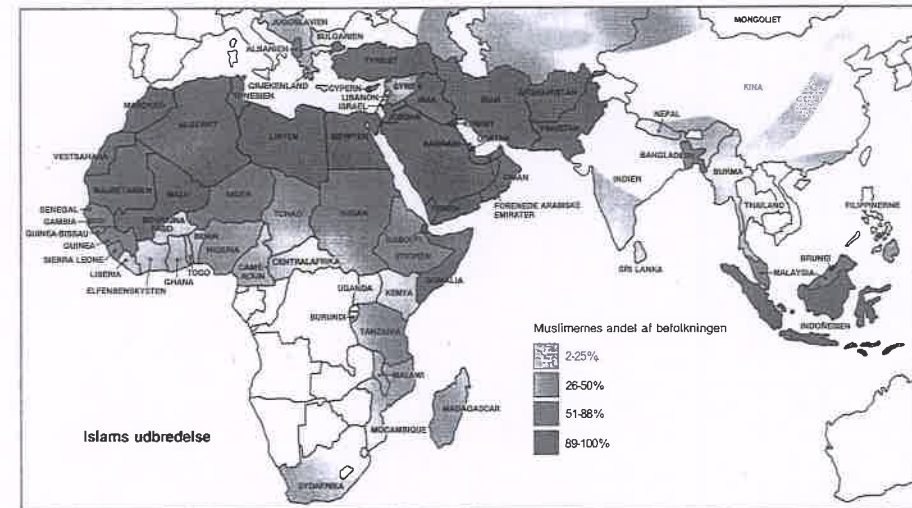 MONGOLIET
JUGOSLAVIEN
BULGARIEN
ALBANIEN
TYRKIET
GRÆKENLAND
CYPERN
SYRIEN
LIBANON
ISRAEL
IRAK
IRAN
AFGHANISTAN
KINA
MAROKKO
ALGERIET
LIBYEN
EGYPTEN
PAKISTAN
NEPAL
BANGLADESH
BURMA
INDIEN
THAILAND
FILIPPINERNE
VESTSAHARA
MAURETANIEN
MALI
NIGER
TCHAD
SUDAN
OMAN
FORENEDE ARABISKE
EMIRATER
SENEGAL
GAMBIA
GUINEA-BISSAU
GUINEA
SIERRA LEONE
LIBERIA
ELFENBENSKYSTEN
GHANA
TOGO
BENIN
BURKINA
FASO
NIGERIA
CAME-
ROUN
CENTRALAFRIKA
DJIBOUTI
ETIOPIEN
SOMALIA
SRI LANKA
BRUNEI
MALAYSIA
INDONESIEN
UGANDA
KENYA
BURUNDI
TANZANIA
MALAWI
MOCAMBIQUE
MADAGASCAR
SYDAFRIKA
Muslimernes andel af befolkningen
2-25%
26-50%
51-88%
89-100%
Islams udbredelse